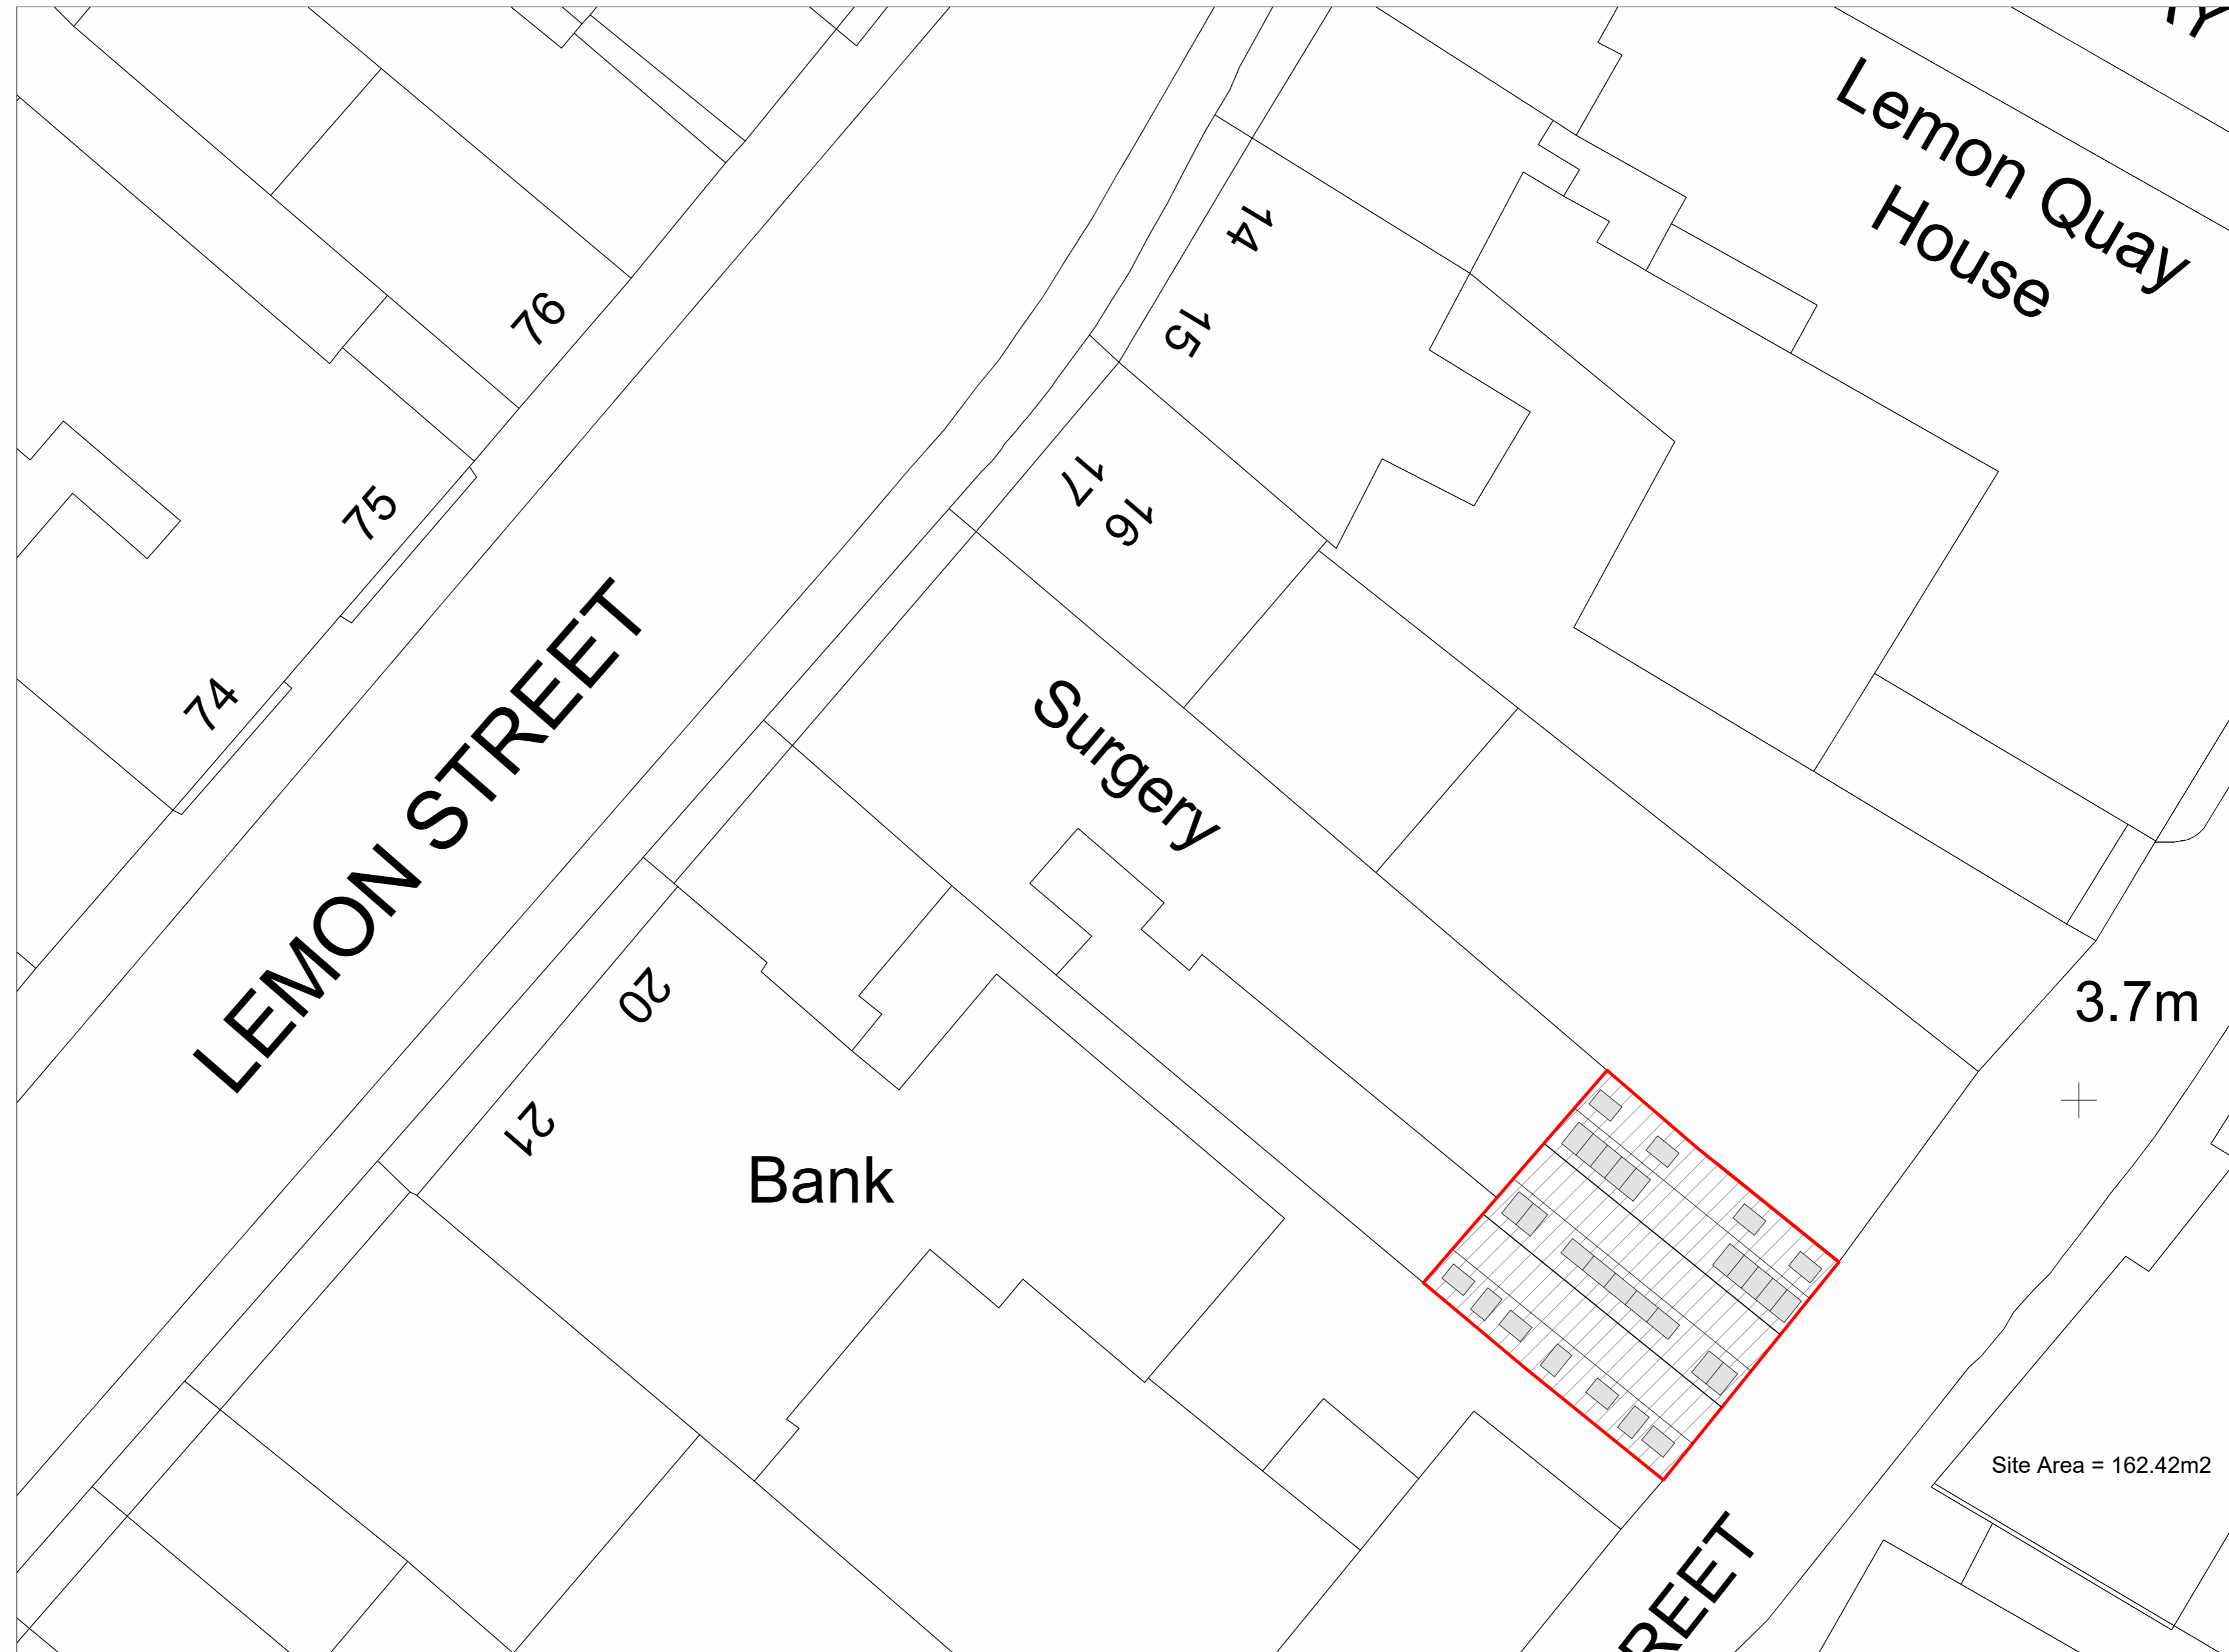 Lemon Quay
House
14
15
76
17
16
75
74
LEMON STREET
Surgery
20
21
Bank
3.7m
Site Area = 162.42m2
REET